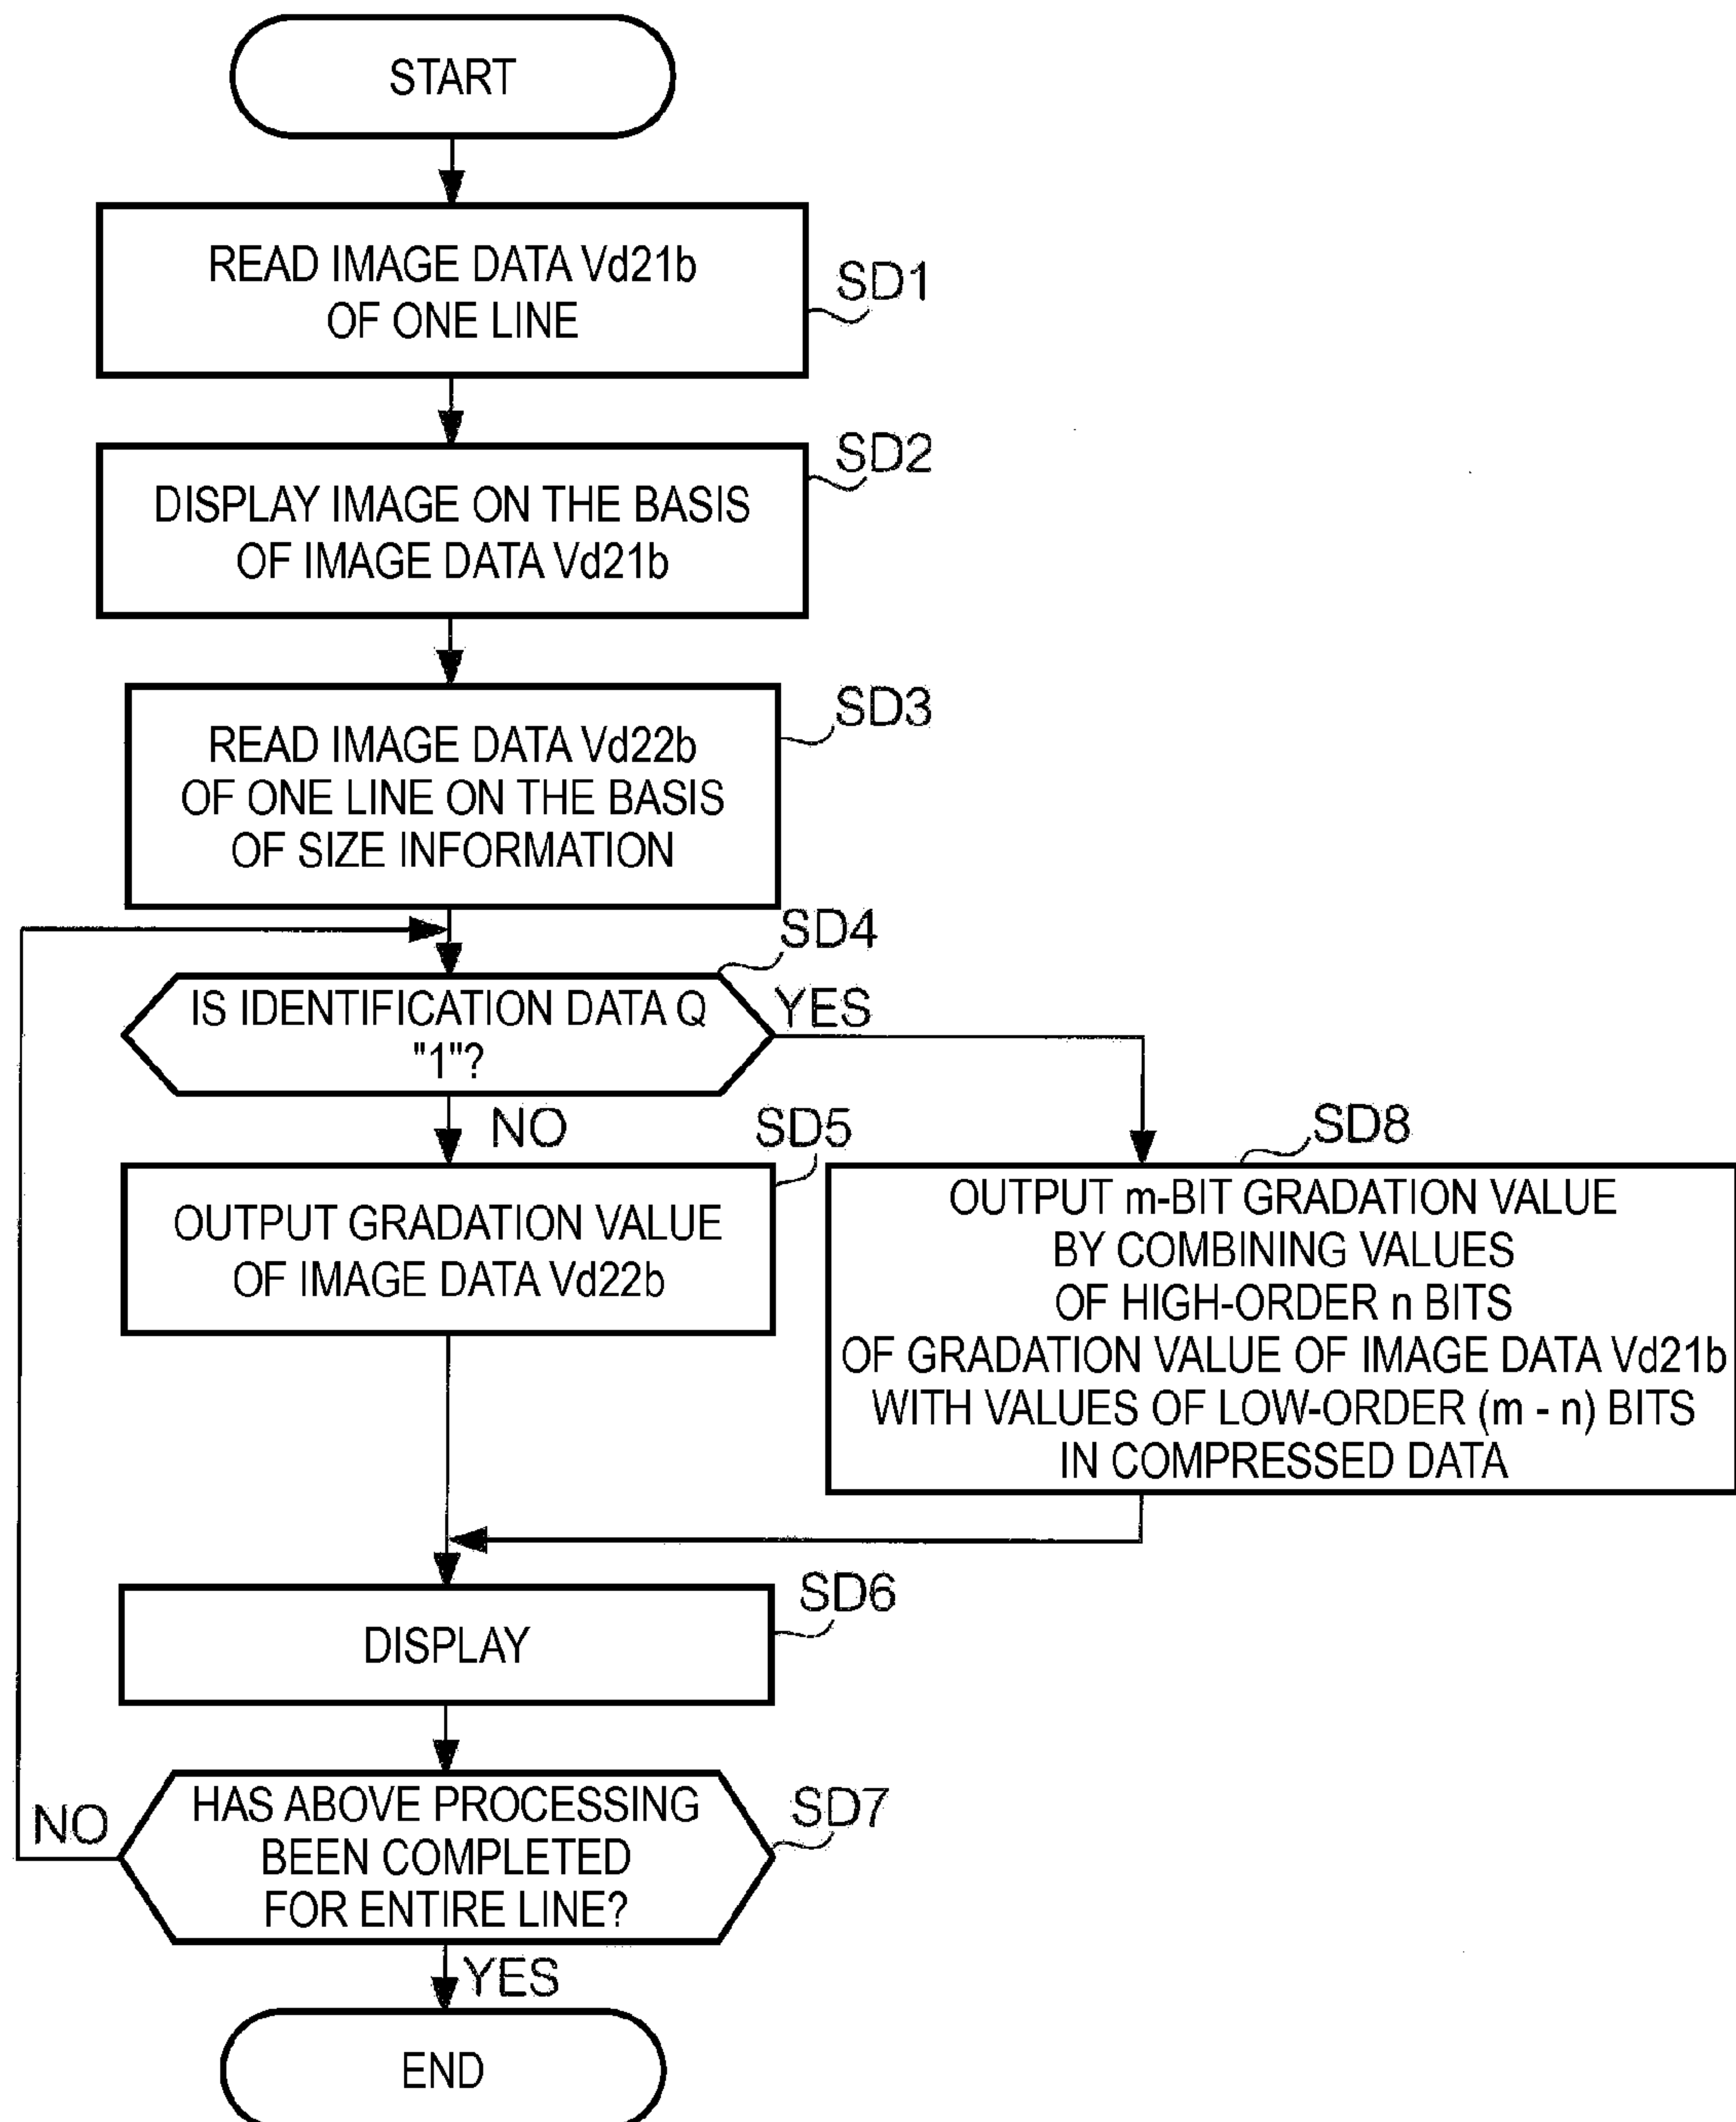 START
READ IMAGE DATA Vd21b
OF ONE LINE
SD1
DISPLAY IMAGE ON THE BASIS
OF IMAGE DATA Vd21b
SD2
READ IMAGE DATA Vd22b
OF ONE LINE ON THE BASIS
OF SIZE INFORMATION
SD3
IS IDENTIFICATION DATA Q
"1"?
SD4
YES
NO
OUTPUT GRADATION VALUE
OF IMAGE DATA Vd22b
SD5
OUTPUT m-BIT GRADATION VALUE
BY COMBINING VALUES
OF HIGH-ORDER n BITS
OF GRADATION VALUE OF IMAGE DATA Vd21b
WITH VALUES OF LOW-ORDER (m - n) BITS
IN COMPRESSED DATA
SD8
DISPLAY
SD6
HAS ABOVE PROCESSING
BEEN COMPLETED
FOR ENTIRE LINE?
SD7
NO
YES
END